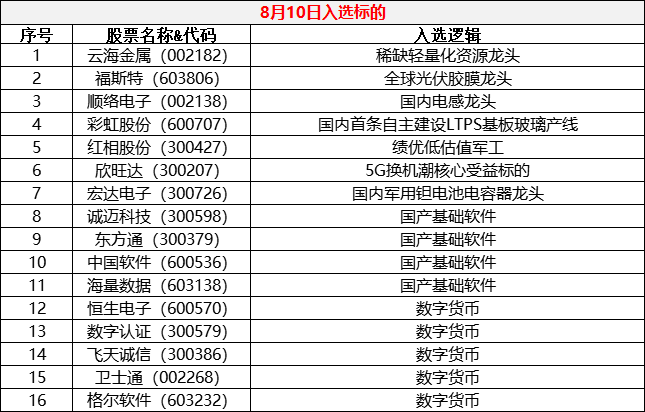 8月10日入选标的
序号 股票名称&代码 入选逻辑
1 云海金属（002182） 稀缺轻量化资源龙头
2 福斯特（603806） 全球光伏胶膜龙头
3 顺络电子（002138） 国内电感龙头
4 彩虹股份（600707） 国内首条自主建设LTPS基板玻璃产线
5 红相股份（300427） 绩优低估值军工
6 欣旺达（300207） 5G换机潮核心受益标的
7 宏达电子（300726） 国内军用钽电池电容器龙头
8 诚迈科技（300598） 国产基础软件
9 东方通（300379） 国产基础软件
10 中国软件（600536） 国产基础软件
11 海量数据（603138） 国产基础软件
12 恒生电子（600570） 数字货币
13 数字认证（300579） 数字货币
14 飞天诚信（300386） 数字货币
15 卫士通（002268） 数字货币
16 格尔软件（603232） 数字货币